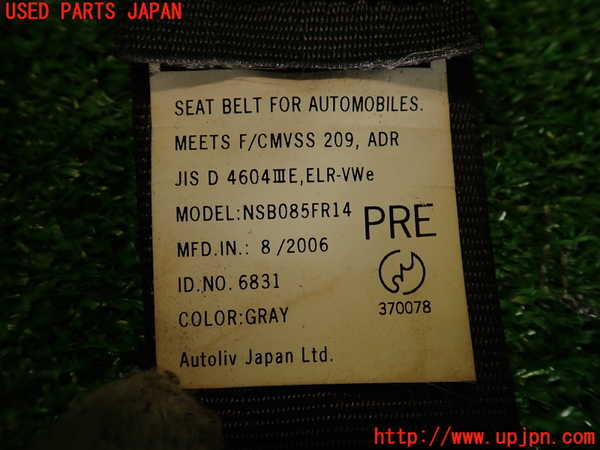 USED PARTS JAPAN
SEAT BELT FOR AUTOMOBILES.
MEETS F/CMVSS 209, ADR
JIS D 4604ⅢE,ELR-VWe
MODEL:NSB085FR14
PRE
MFD.IN.: 8/2006
ID.NO.6831
370078
COLOR:GRAY
Autoliv Japan Ltd.
http://www.upjpn.com/